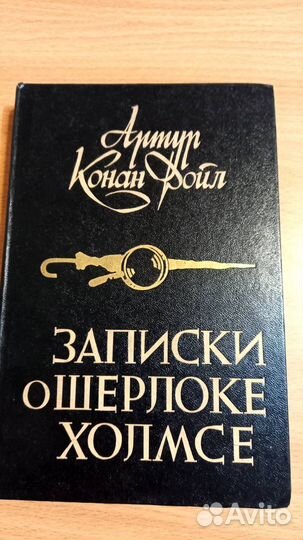 Артур
Конан Дойл
ЗАПИСКИ
О ШЕРЛОКЕ
ХОЛМСЕ
Avito